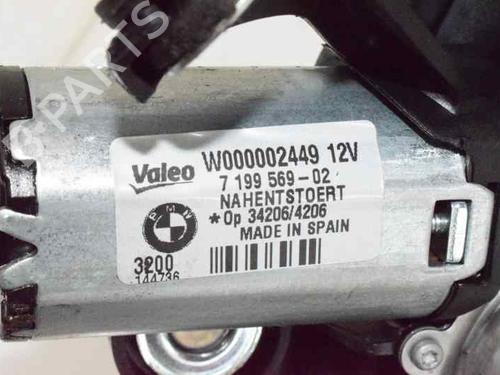 Valeo W000002449 12V
7 199 569-02
NAHENTSTOERT
*Op 34206/4206
MADE IN SPAIN
BMW
3200
144736
B-PARTS